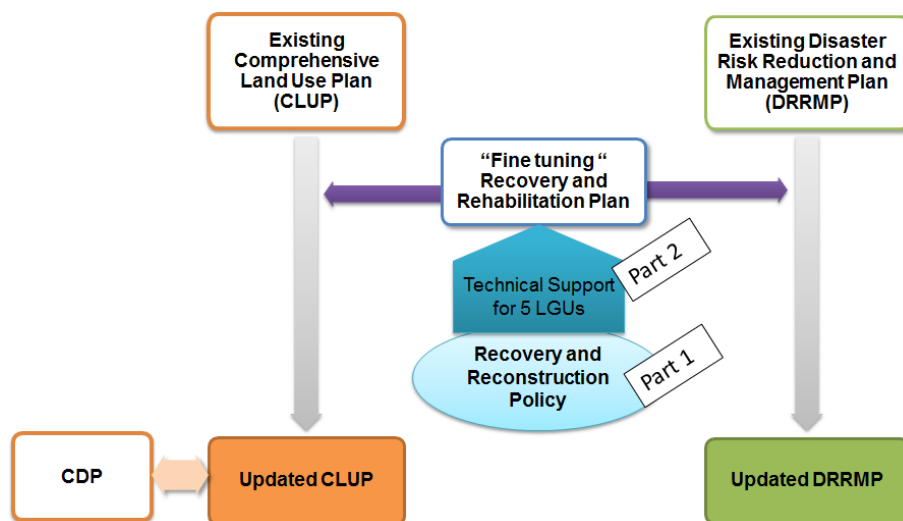 Existing
Comprehensive
Land Use Plan
(CLUP)
Existing Disaster
Risk Reduction and
Management Plan
(DRRMP)
“Fine tuning “
Recovery and
Rehabilitation Plan
Part 2
Technical Support
for 5 LGUs
Part 1
Recovery and
Reconstruction
Policy
CDP
Updated CLUP
Updated DRRMP